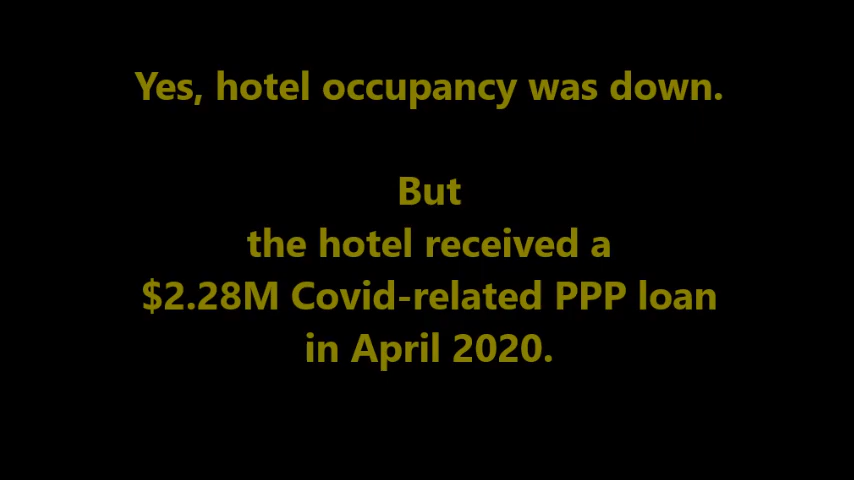 Yes, hotel occupancy was down.
But
the hotel received a
$2.28M Covid-related PPP loan
in April 2020.